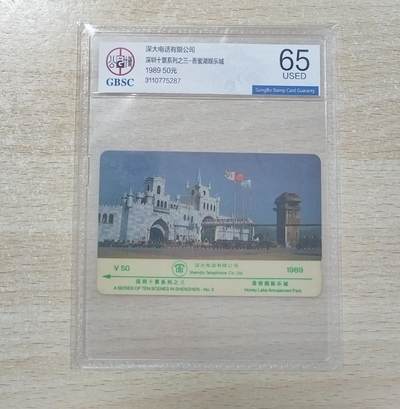 深大电话有限公司
深圳十景系列之三-香蜜湖娱乐城
1989 50元
3110775287
GBSC
65
USED
GongBo Stamp Card Guaranty
¥50
深大电话有限公司
Shenda Telephone Co.,Ltd
1989
深圳十景系列之三
A SERIES OF TEN SCENES IN SHENZHEN - No. 3
香蜜湖娱乐城
Honey Lake Amusement Park